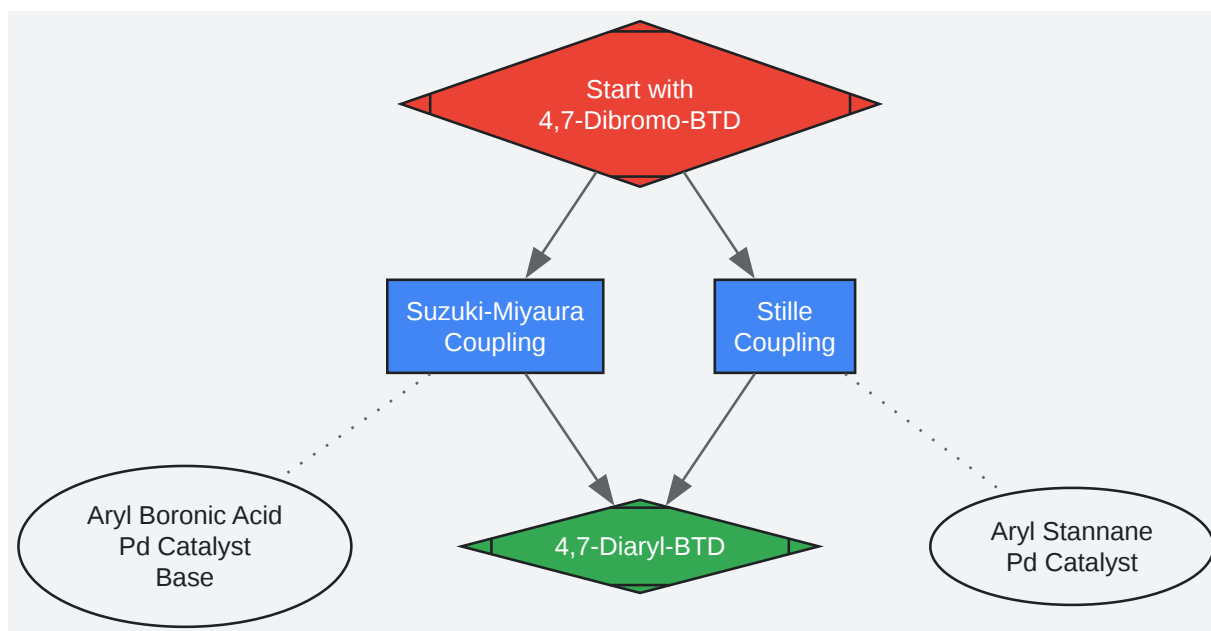 Start with
4,7-Dibromo-BTD
Suzuki-Miyaura
Coupling
Stille
Coupling
Aryl Boronic Acid
Pd Catalyst
Base
4,7-Diaryl-BTD
Aryl Stannane
Pd Catalyst